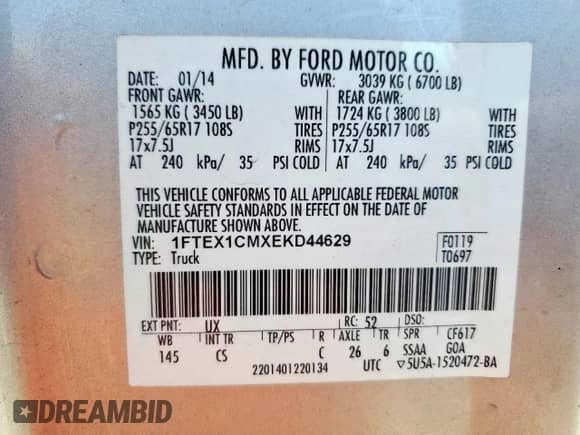 MFD. BY FORD MOTOR CO.
DATE: 01/14 GVWR: 3039 KG ( 6700 LB)
FRONT GAWR: REAR GAWR:
1565 KG ( 3450 LB) WITH 1724 KG ( 3800 LB) WITH
P255/65R17 108S TIRES P255/65R17 108S TIRES
17x7.5J RIMS 17x7.5J RIMS
AT 240 kPa/ 35 PSI COLD AT 240 kPa/ 35 PSI COLD
THIS VEHICLE CONFORMS TO ALL APPLICABLE FEDERAL MOTOR
VEHICLE SAFETY STANDARDS IN EFFECT ON THE DATE OF
MANUFACTURE SHOWN ABOVE.
VIN: 1FTEX1CMXEKD44629 F0119
TYPE: Truck T0697
EXT PNT: UX RC: 52 DSO:
WB INT TR TP/PS R AXLE TR SPR CF617
145 CS C 26 6 SSAA GOA
2201401220134 UTC ▽5U5A-1520472-BA
DREAMBID